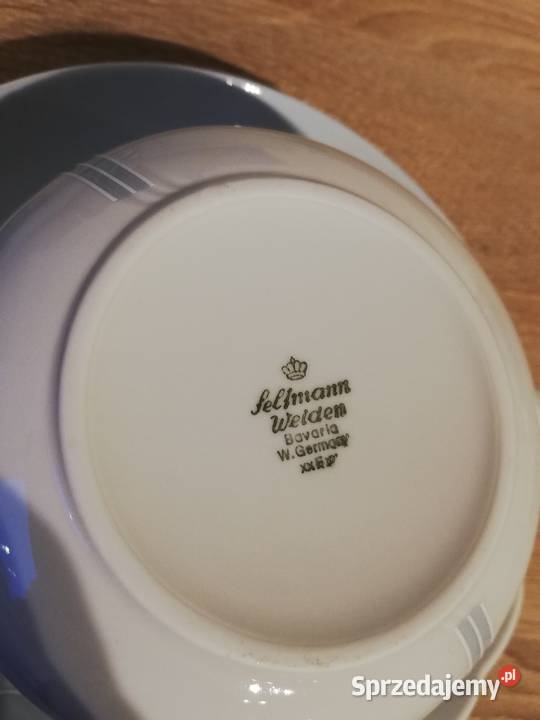 Seltmann
Weiden
Bavaria
W. Germany
Sprzedajemy.pl